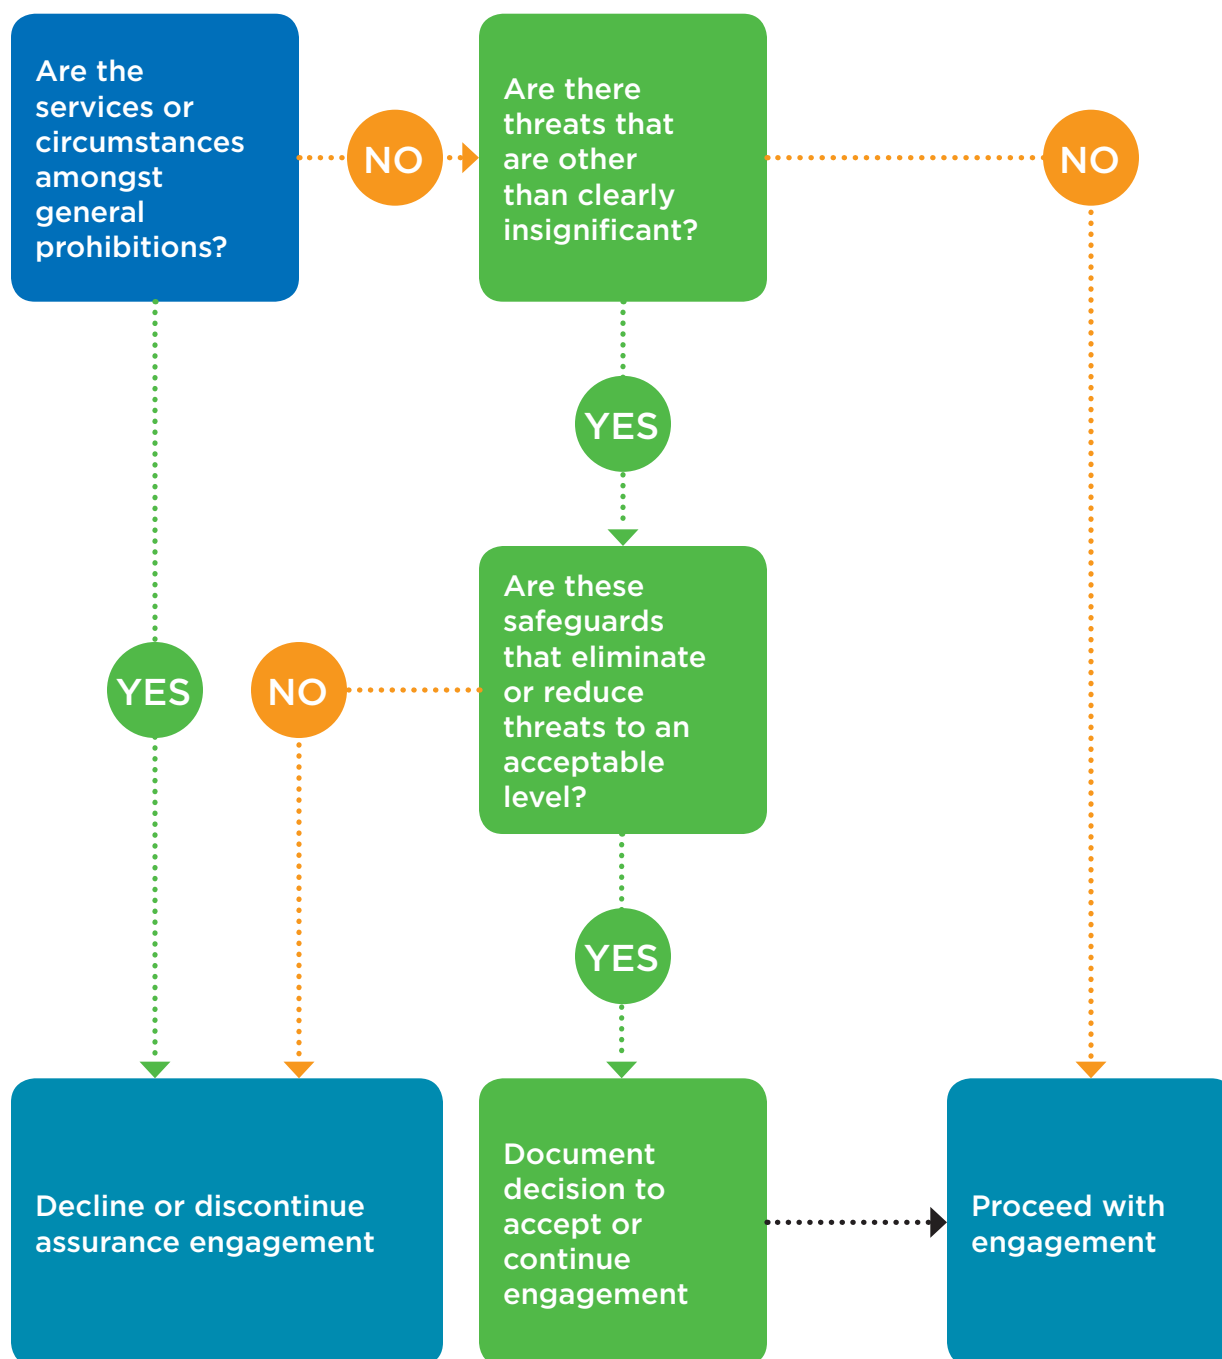 Are the
services or
circumstances
amongst
general
prohibitions?
NO
Are there
threats that
are other
than clearly
insignificant?
NO
YES
Are these
safeguards
that eliminate
or reduce
threats to an
acceptable
level?
YES
NO
YES
Decline or discontinue
assurance engagement
Document
decision to
accept or
continue
engagement
Proceed with
engagement